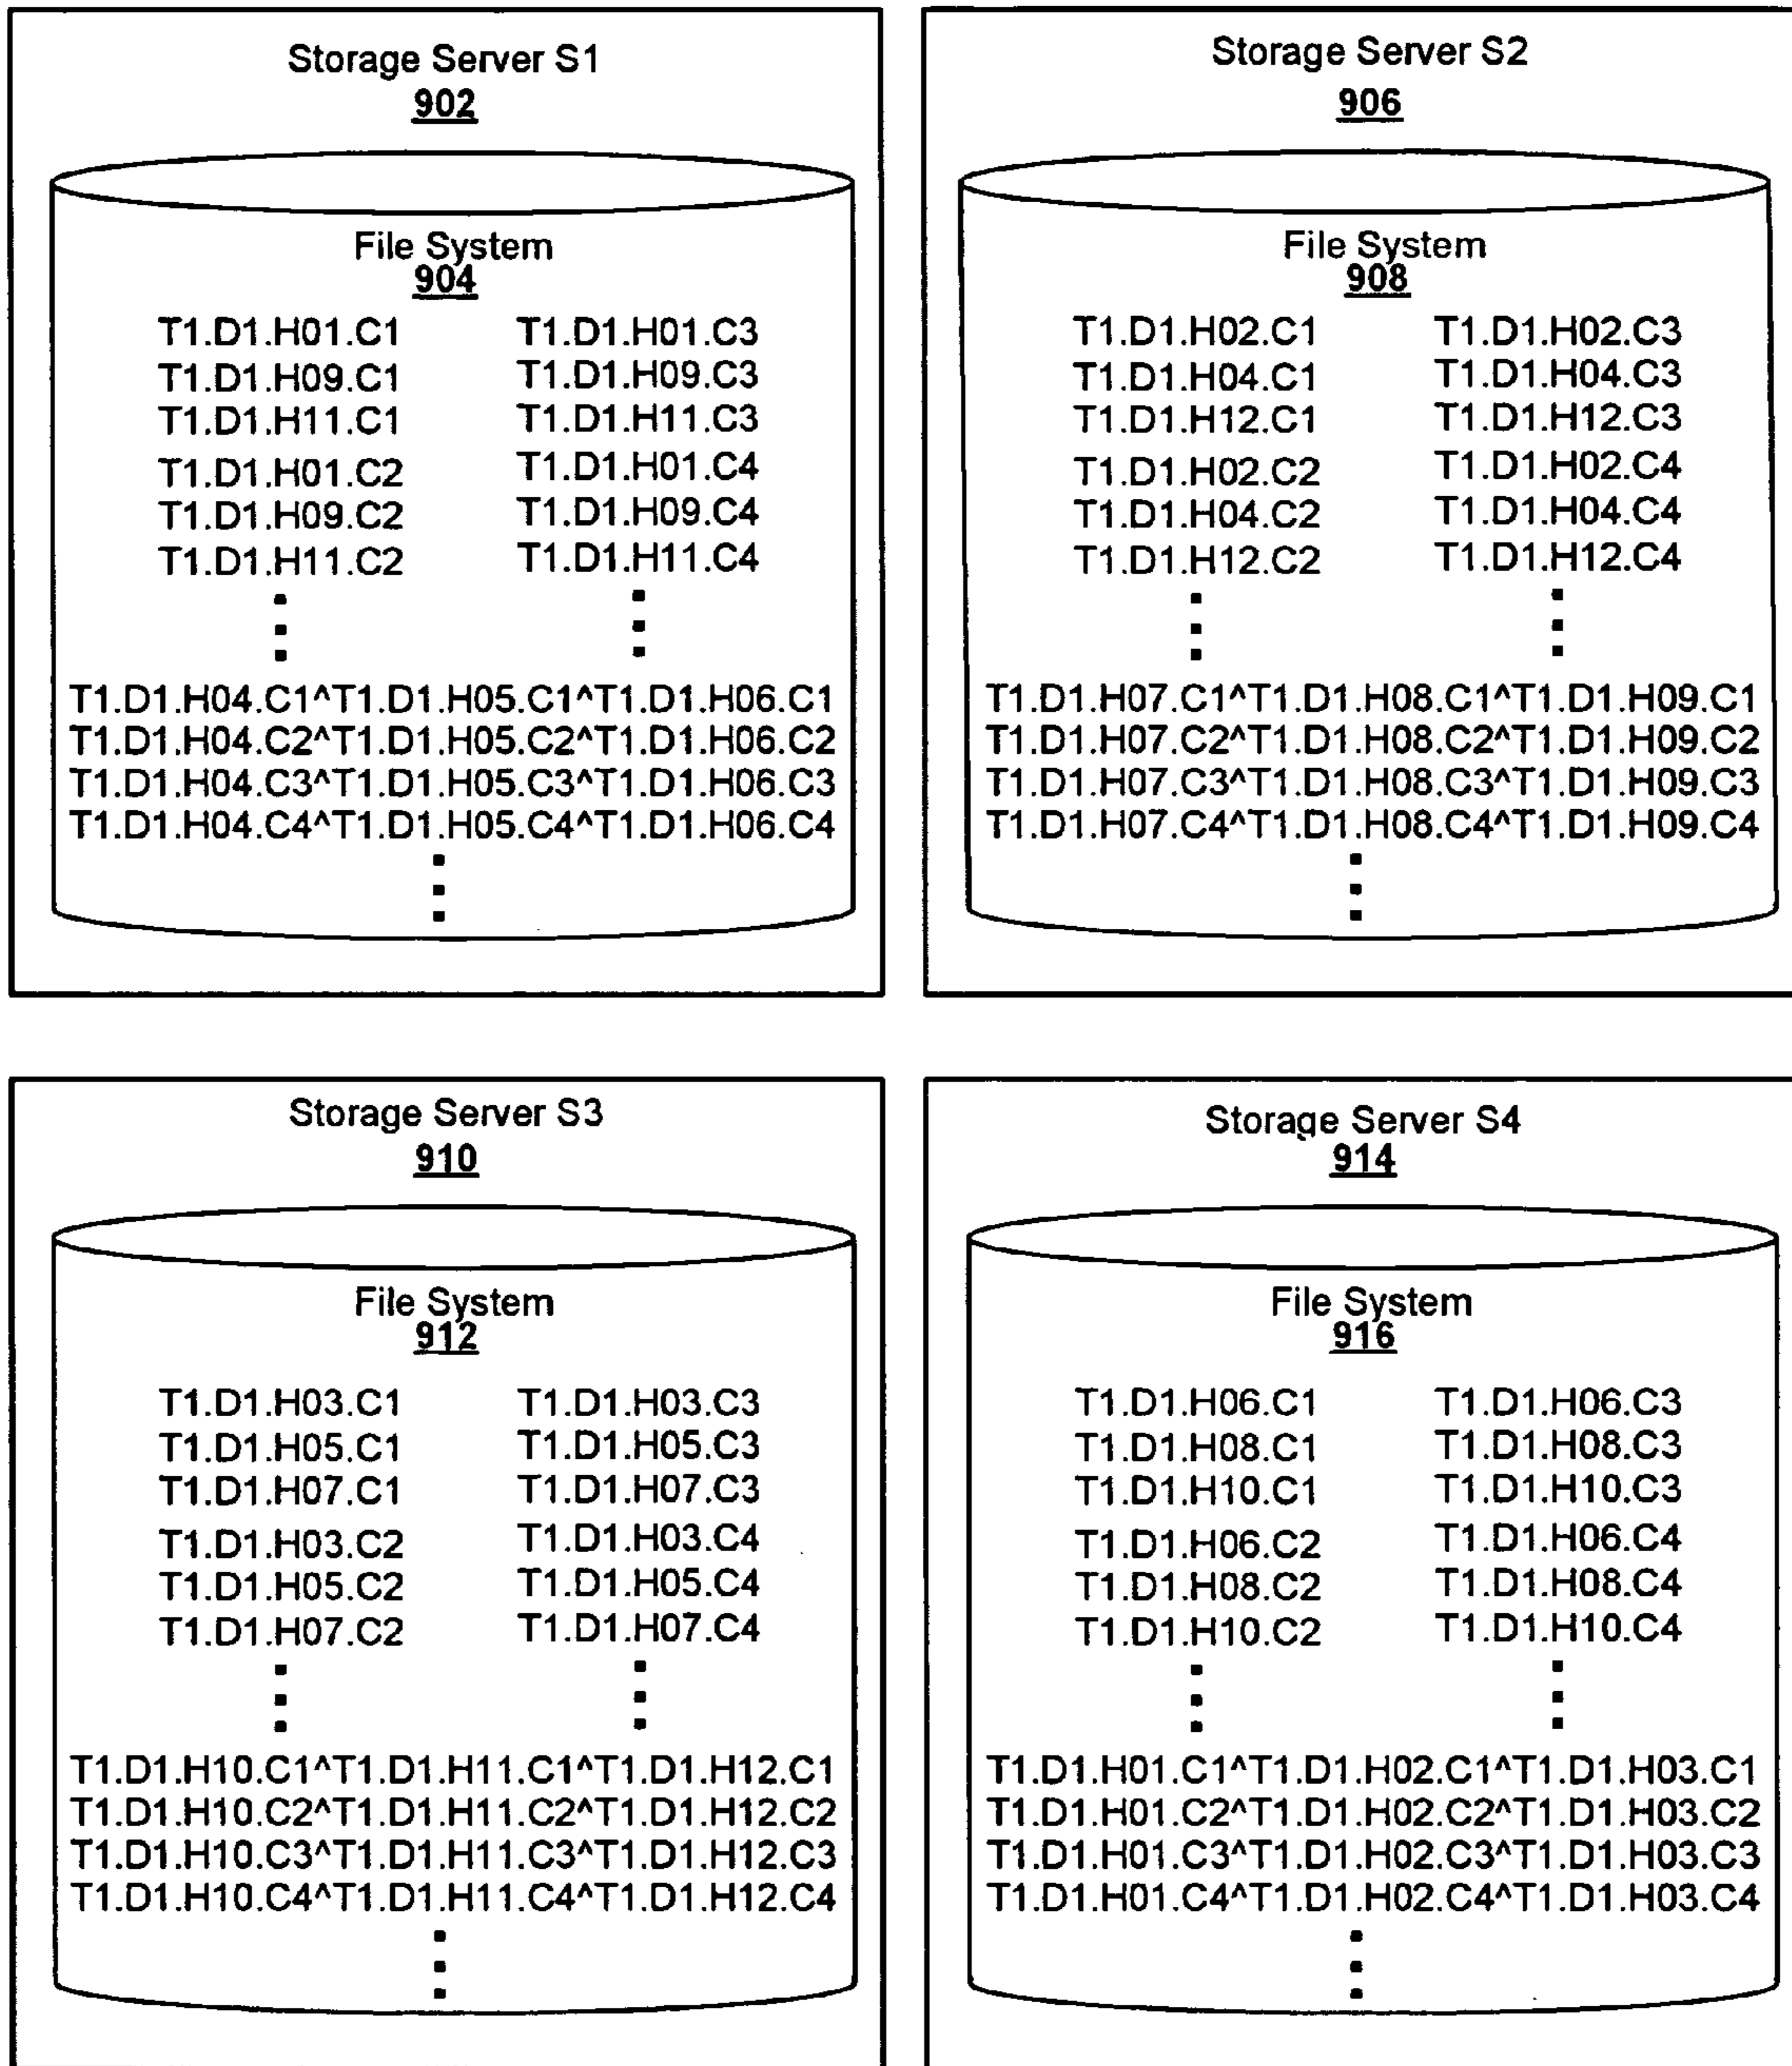 Storage Server S1
902
File System
904
T1.D1.H01.C1 T1.D1.H01.C3
T1.D1.H09.C1 T1.D1.H09.C3
T1.D1.H11.C1 T1.D1.H11.C3
T1.D1.H01.C2 T1.D1.H01.C4
T1.D1.H09.C2 T1.D1.H09.C4
T1.D1.H11.C2 T1.D1.H11.C4
T1.D1.H04.C1^T1.D1.H05.C1^T1.D1.H06.C1
T1.D1.H04.C2^T1.D1.H05.C2^T1.D1.H06.C2
T1.D1.H04.C3^T1.D1.H05.C3^T1.D1.H06.C3
T1.D1.H04.C4^T1.D1.H05.C4^T1.D1.H06.C4
Storage Server S2
906
File System
908
T1.D1.H02.C1 T1.D1.H02.C3
T1.D1.H04.C1 T1.D1.H04.C3
T1.D1.H12.C1 T1.D1.H12.C3
T1.D1.H02.C2 T1.D1.H02.C4
T1.D1.H04.C2 T1.D1.H04.C4
T1.D1.H12.C2 T1.D1.H12.C4
T1.D1.H07.C1^T1.D1.H08.C1^T1.D1.H09.C1
T1.D1.H07.C2^T1.D1.H08.C2^T1.D1.H09.C2
T1.D1.H07.C3^T1.D1.H08.C3^T1.D1.H09.C3
T1.D1.H07.C4^T1.D1.H08.C4^T1.D1.H09.C4
Storage Server S3
910
File System
912
T1.D1.H03.C1 T1.D1.H03.C3
T1.D1.H05.C1 T1.D1.H05.C3
T1.D1.H07.C1 T1.D1.H07.C3
T1.D1.H03.C2 T1.D1.H03.C4
T1.D1.H05.C2 T1.D1.H05.C4
T1.D1.H07.C2 T1.D1.H07.C4
T1.D1.H10.C1^T1.D1.H11.C1^T1.D1.H12.C1
T1.D1.H10.C2^T1.D1.H11.C2^T1.D1.H12.C2
T1.D1.H10.C3^T1.D1.H11.C3^T1.D1.H12.C3
T1.D1.H10.C4^T1.D1.H11.C4^T1.D1.H12.C4
Storage Server S4
914
File System
916
T1.D1.H06.C1 T1.D1.H06.C3
T1.D1.H08.C1 T1.D1.H08.C3
T1.D1.H10.C1 T1.D1.H10.C3
T1.D1.H06.C2 T1.D1.H06.C4
T1.D1.H08.C2 T1.D1.H08.C4
T1.D1.H10.C2 T1.D1.H10.C4
T1.D1.H01.C1^T1.D1.H02.C1^T1.D1.H03.C1
T1.D1.H01.C2^T1.D1.H02.C2^T1.D1.H03.C2
T1.D1.H01.C3^T1.D1.H02.C3^T1.D1.H03.C3
T1.D1.H01.C4^T1.D1.H02.C4^T1.D1.H03.C4